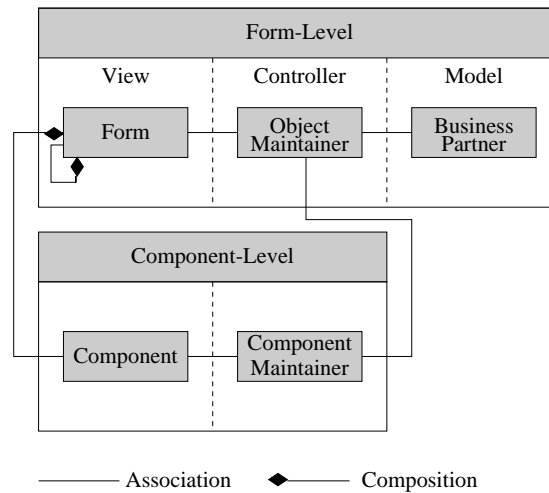 Form-Level
View
Controller
Model
Form
Object
Maintainer
Business
Partner
Component-Level
Component
Component
Maintainer
Association
Composition